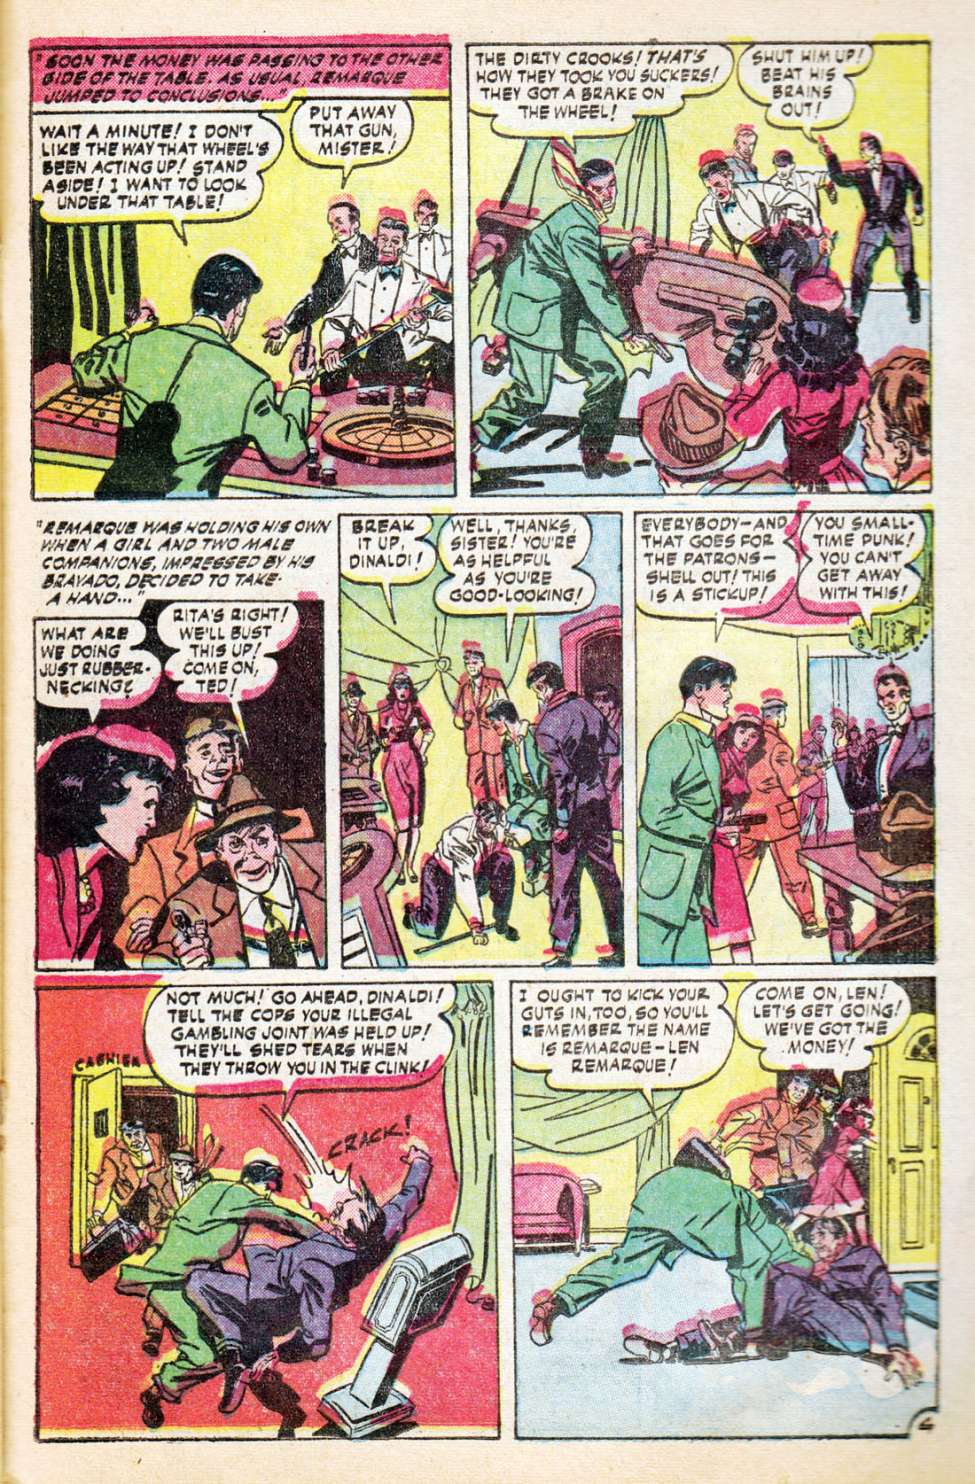 "SOON THE MONEY WAS PASSING TO THE OTHER
SIDE OF THE TABLE. AS USUAL, REMARQUE
JUMPED TO CONCLUSIONS..."
WAIT A MINUTE! I DON'T
LIKE THE WAY THAT WHEEL'S
BEEN ACTING UP! STAND
ASIDE! I WANT TO LOOK
UNDER THAT TABLE!
PUT AWAY
THAT GUN,
MISTER!
THE DIRTY CROOKS! THAT'S
HOW THEY TOOK YOU SUCKERS!
THEY GOT A BRAKE ON
THE WHEEL!
SHUT HIM UP!
BEAT HIS
BRAINS
OUT!
"REMARQUE WAS HOLDING HIS OWN
WHEN A GIRL AND TWO MALE
COMPANIONS, IMPRESSED BY HIS
BRAVADO, DECIDED TO TAKE
A HAND..."
WHAT ARE
WE DOING
JUST RUBBER-
NECKING?
RITA'S RIGHT!
WE'LL BUST
THIS UP!
COME ON,
TED!
BREAK
IT UP,
DINALDI!
WELL, THANKS,
SISTER! YOU'RE
AS HELPFUL
AS YOU'RE
GOOD-LOOKING!
EVERYBODY-AND
THAT GOES FOR
THE PATRONS-
SHELL OUT! THIS
IS A STICKUP!
YOU SMALL-
TIME PUNK!
YOU CAN'T
GET AWAY
WITH THIS!
NOT MUCH! GO AHEAD, DINALDI!
TELL THE COPS YOUR ILLEGAL
GAMBLING JOINT WAS HELD UP!
THEY'LL SHED TEARS WHEN
THEY THROW YOU IN THE CLINK!
CASHIER
CRACK!
I OUGHT TO KICK YOUR
GUTS IN, TOO, SO YOU'LL
REMEMBER THE NAME
IS REMARQUE-LEN
REMARQUE!
COME ON, LEN!
LET'S GET GOING!
WE'VE GOT THE
MONEY!
4